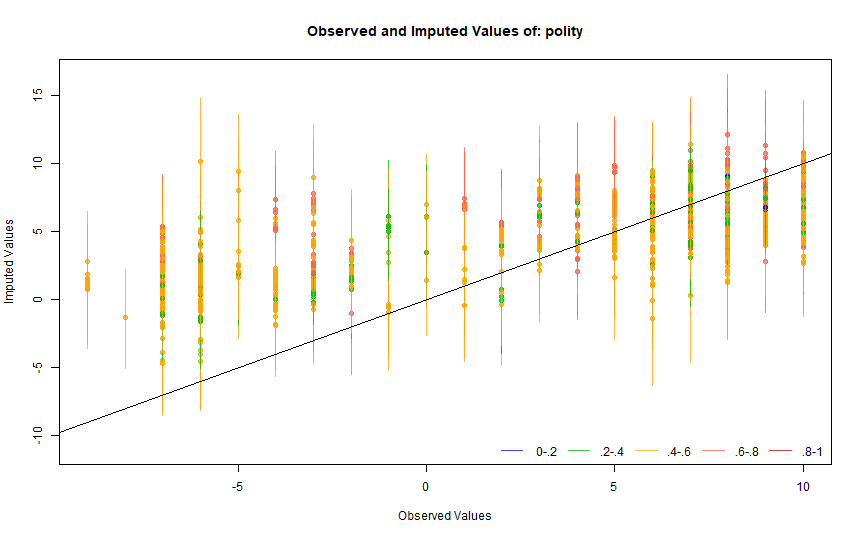 Observed and Imputed Values of: polity
15
10
5
0
-5
-10
Imputed Values
0-.2 .2-.4 .4-.6 .6-.8 .8-1
-5 0 5 10
Observed Values